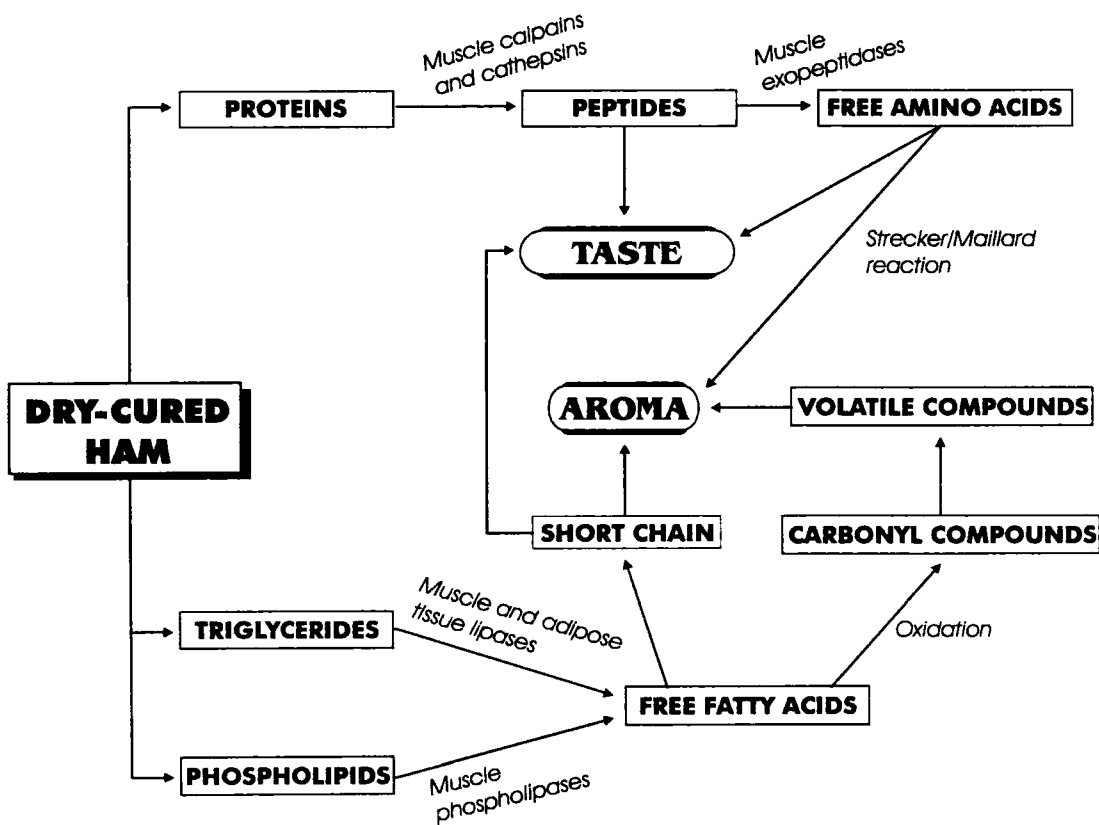 Muscle calpains
and cathepsins
Muscle
exopeptidases
PROTEINS
PEPTIDES
FREE AMINO ACIDS
TASTE
Strecker/Maillard
reaction
DRY-CURED
HAM
AROMA
VOLATILE COMPOUNDS
SHORT CHAIN
CARBONYL COMPOUNDS
TRIGLYCERIDES
Muscle and adipose
tissue lipases
Oxidation
FREE FATTY ACIDS
PHOSPHOLIPIDS
Muscle
phospholipases